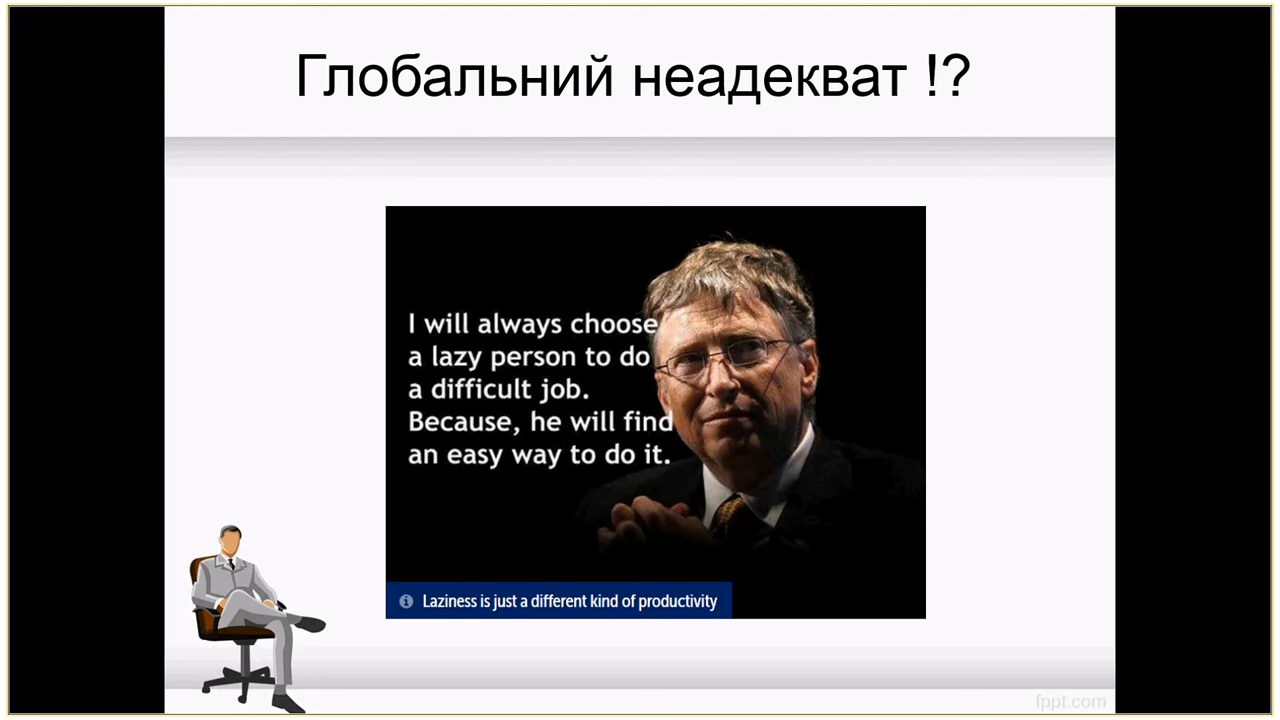 Глобальний неадекват !?
I will always choose
a lazy person to do
a difficult job.
Because, he will find
an easy way to do it.
Laziness is just a different kind of productivity
fppt.com